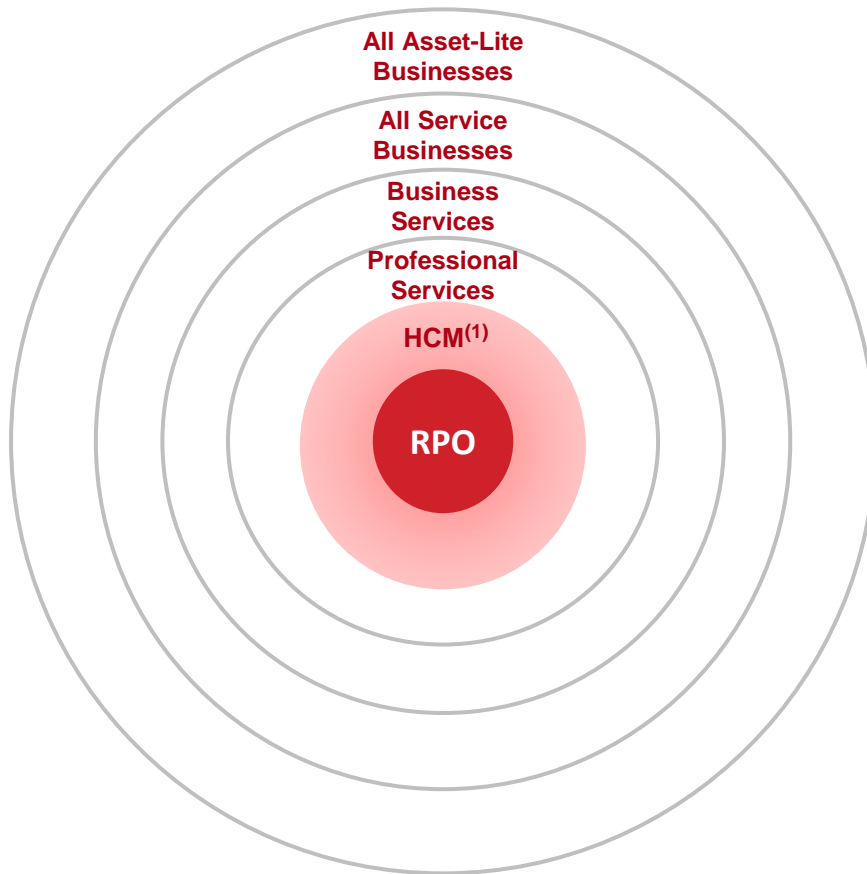 All Asset-Lite
Businesses
All Service
Businesses
Business
Services
Professional
Services
HCM(1)
RPO